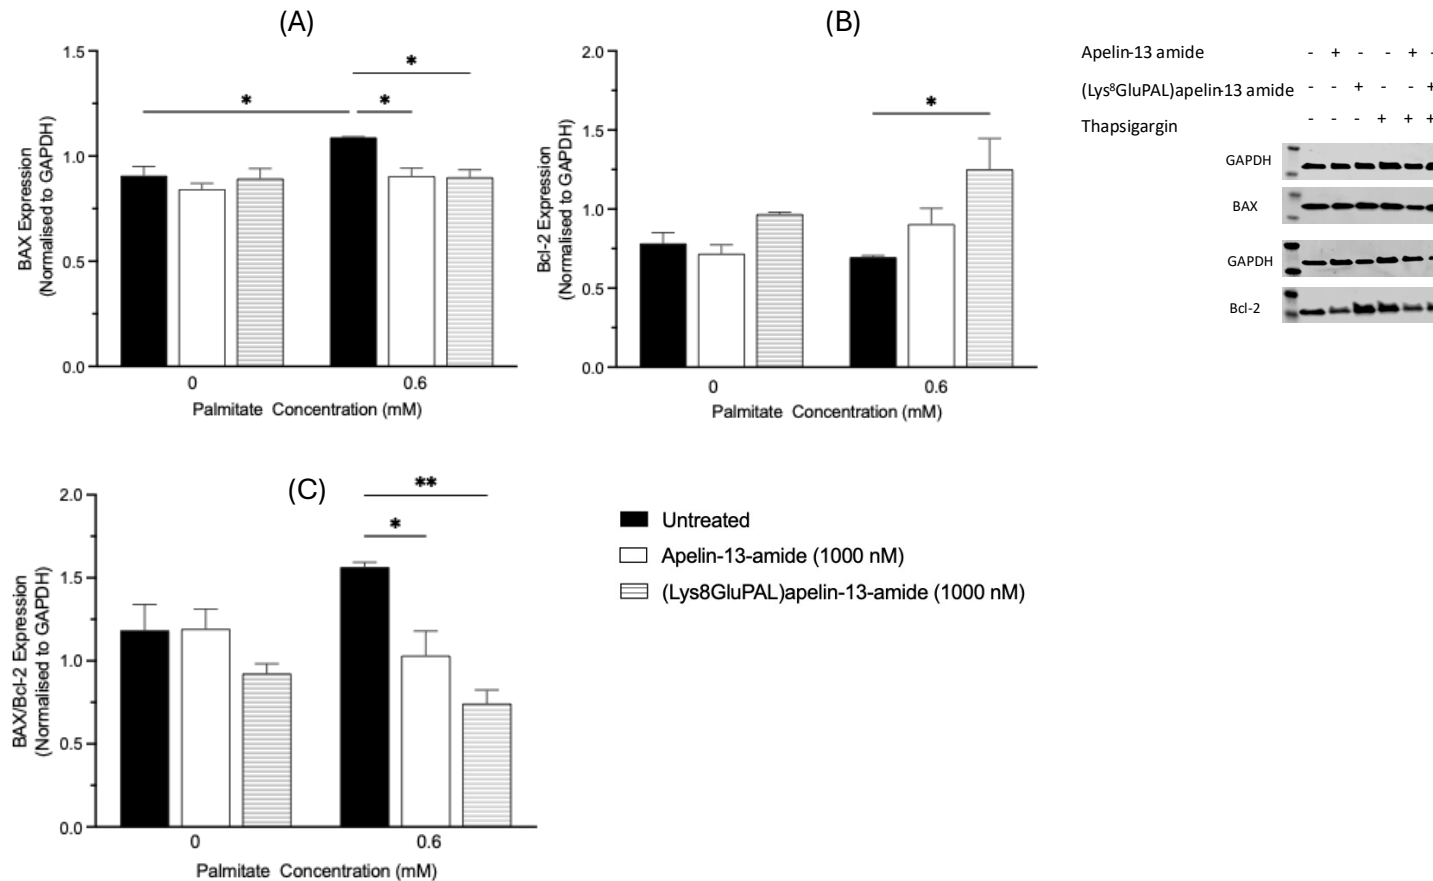 (A)
1.5
1.0
0.5
0.0
BAX Expression
(Normalised to GAPDH)
*
*
*
0
0.6
Palmitate Concentration (mM)
(B)
2.0
1.5
1.0
0.5
0.0
Bcl-2 Expression
(Normalised to GAPDH)
*
0
0.6
Palmitate Concentration (mM)
Apelin-13 amide - + - - + -
(Lys⁸GluPAL)apelin-13 amide - - + - - +
Thapsigargin - - - + + +
GAPDH
BAX
GAPDH
Bcl-2
(C)
2.0
1.5
1.0
0.5
0.0
BAX/Bcl-2 Expression
(Normalised to GAPDH)
**
*
0
0.6
Palmitate Concentration (mM)
Untreated
Apelin-13-amide (1000 nM)
(Lys8GluPAL)apelin-13-amide (1000 nM)